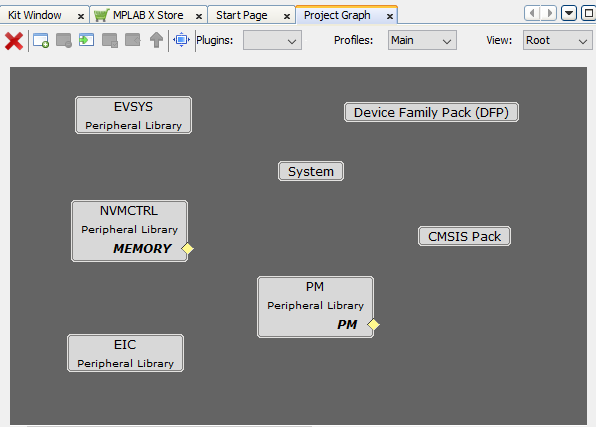 Kit Window MPLAB X Store Start Page Project Graph
Plugins: Profiles: Main View: Root
EVSYS
Peripheral Library
Device Family Pack (DFP)
System
NVMCTRL
Peripheral Library
MEMORY
CMSIS Pack
PM
Peripheral Library
PM
EIC
Peripheral Library